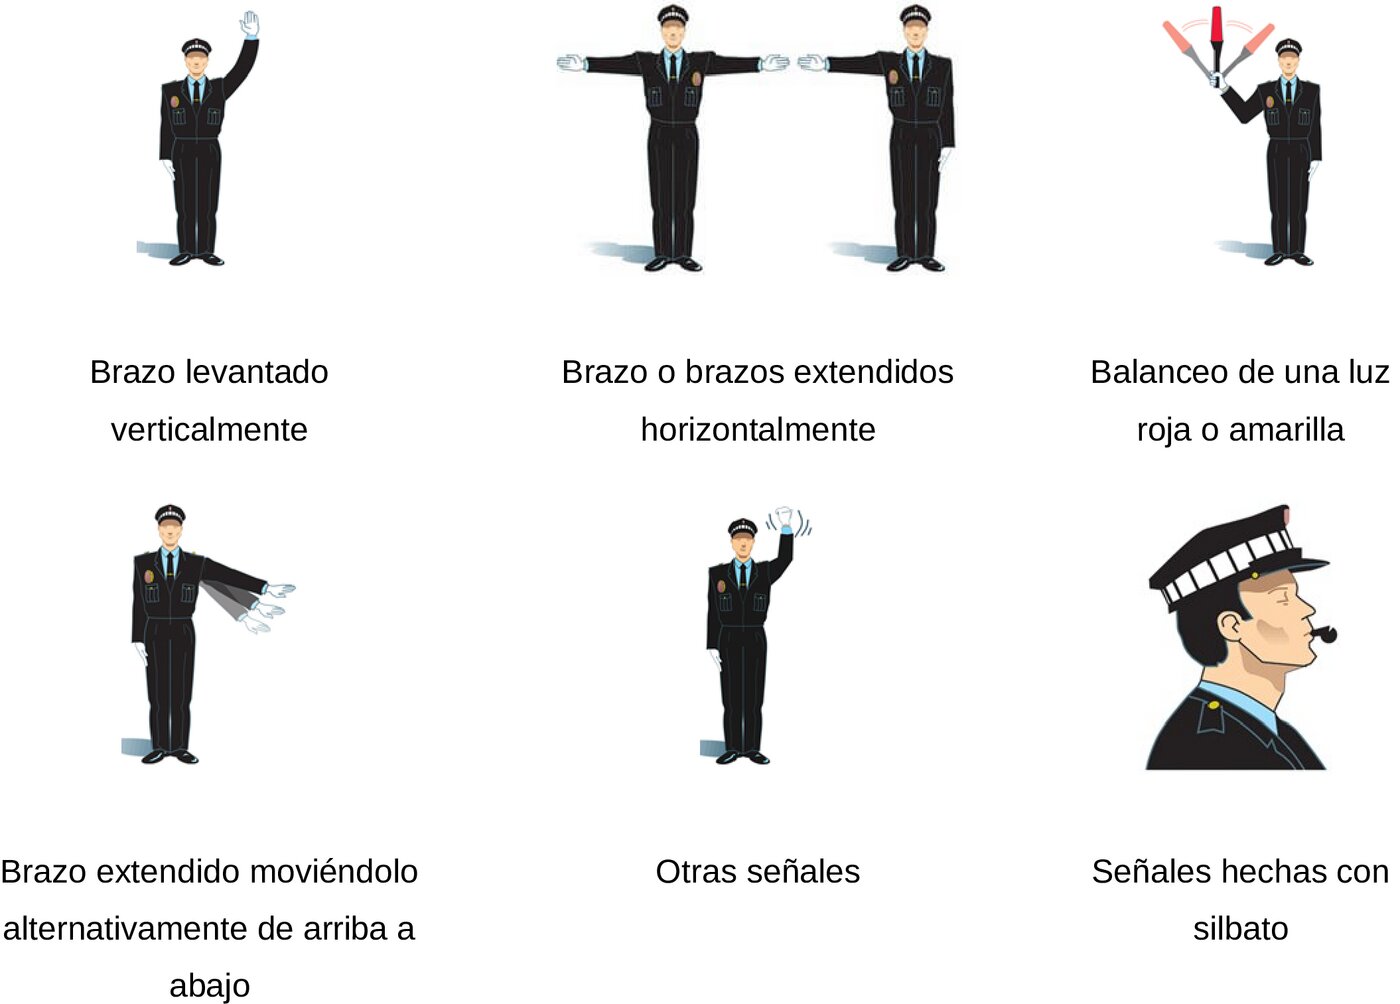 Brazo levantado
verticalmente
Brazo o brazos extendidos
horizontalmente
Balanceo de una luz
roja o amarilla
Brazo extendido moviéndolo
alternativamente de arriba a
abajo
Otras señales
Señales hechas con
silbato